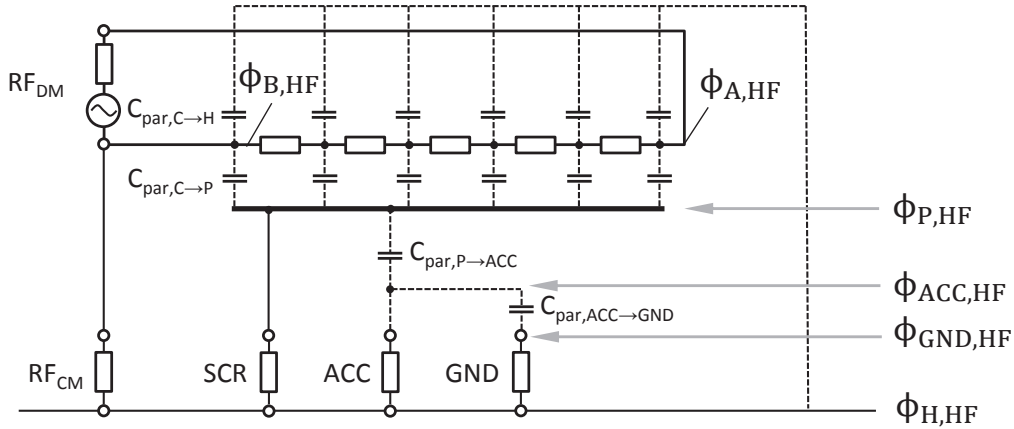 RF_DM
C_par,C→H
ϕ_B,HF
ϕ_A,HF
C_par,C→P
ϕ_P,HF
C_par,P→ACC
ϕ_ACC,HF
C_par,ACC→GND
ϕ_GND,HF
RF_CM
SCR
ACC
GND
ϕ_H,HF